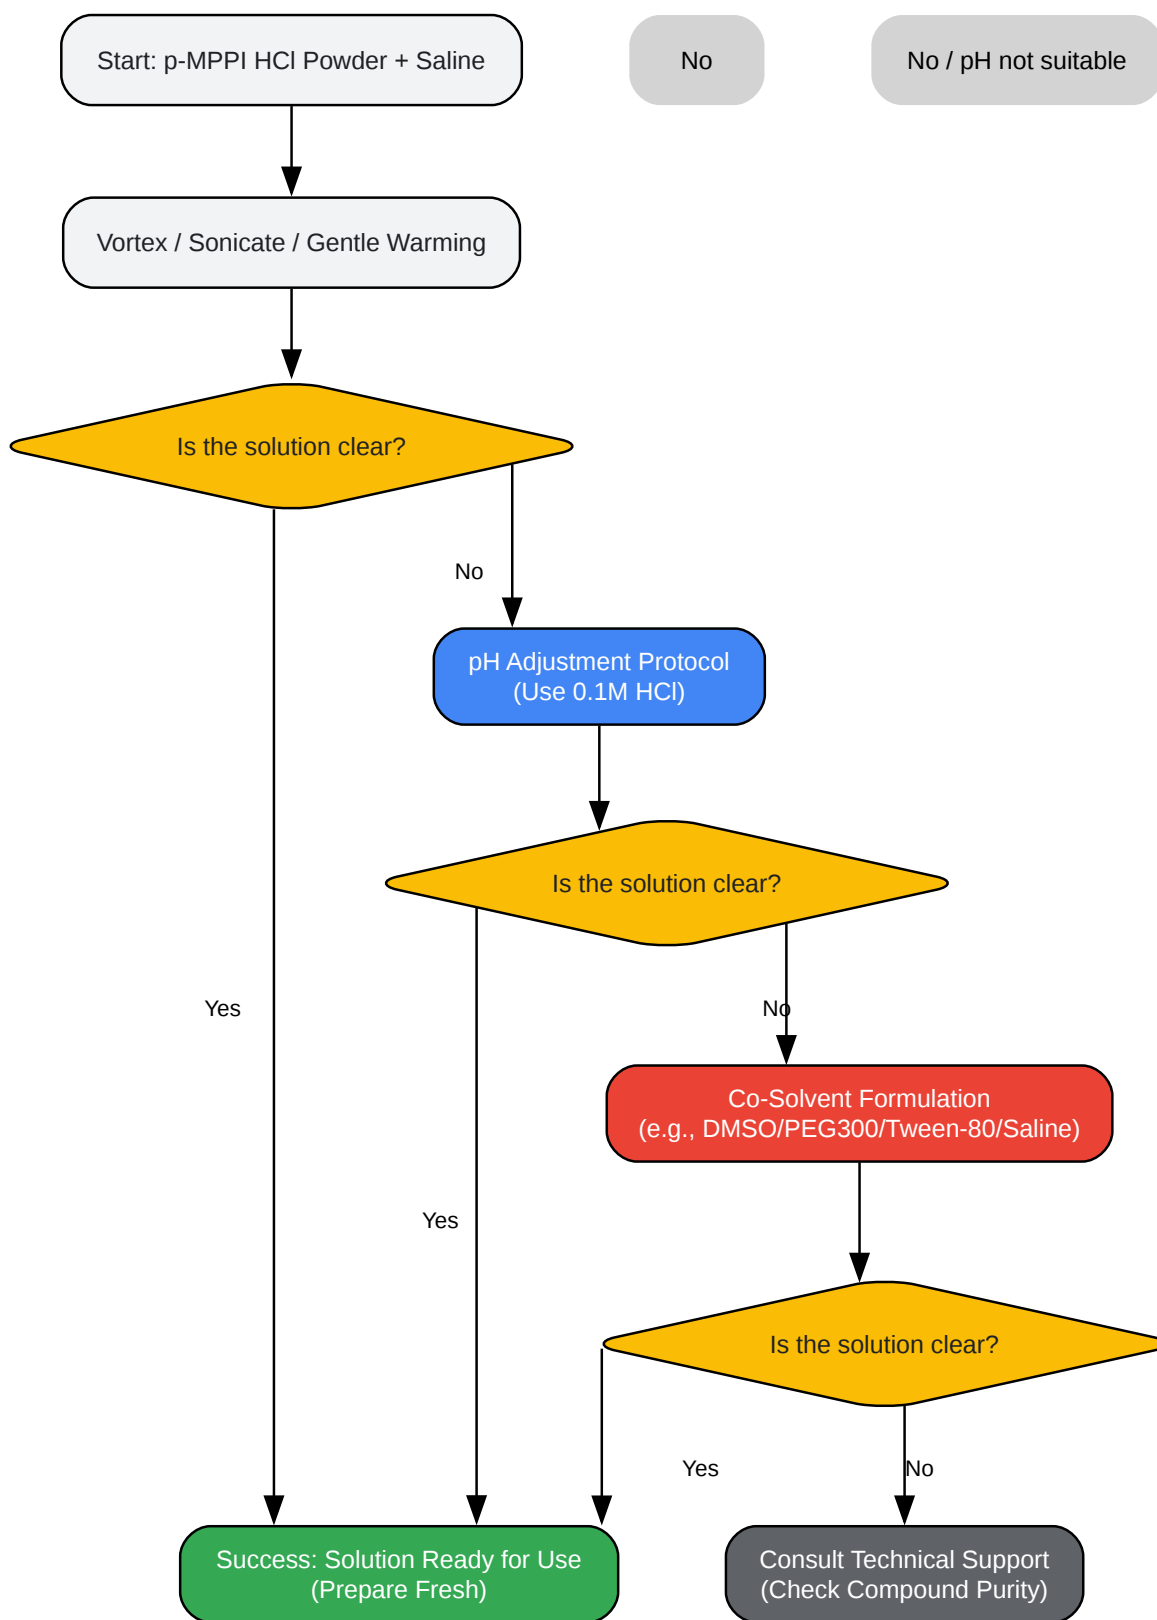 Start: p-MPPI HCl Powder + Saline
No
No / pH not suitable
Vortex / Sonicate / Gentle Warming
Is the solution clear?
No
pH Adjustment Protocol
(Use 0.1M HCl)
Is the solution clear?
Yes
No
Co-Solvent Formulation
(e.g., DMSO/PEG300/Tween-80/Saline)
Yes
Is the solution clear?
Yes
No
Success: Solution Ready for Use
(Prepare Fresh)
Consult Technical Support
(Check Compound Purity)